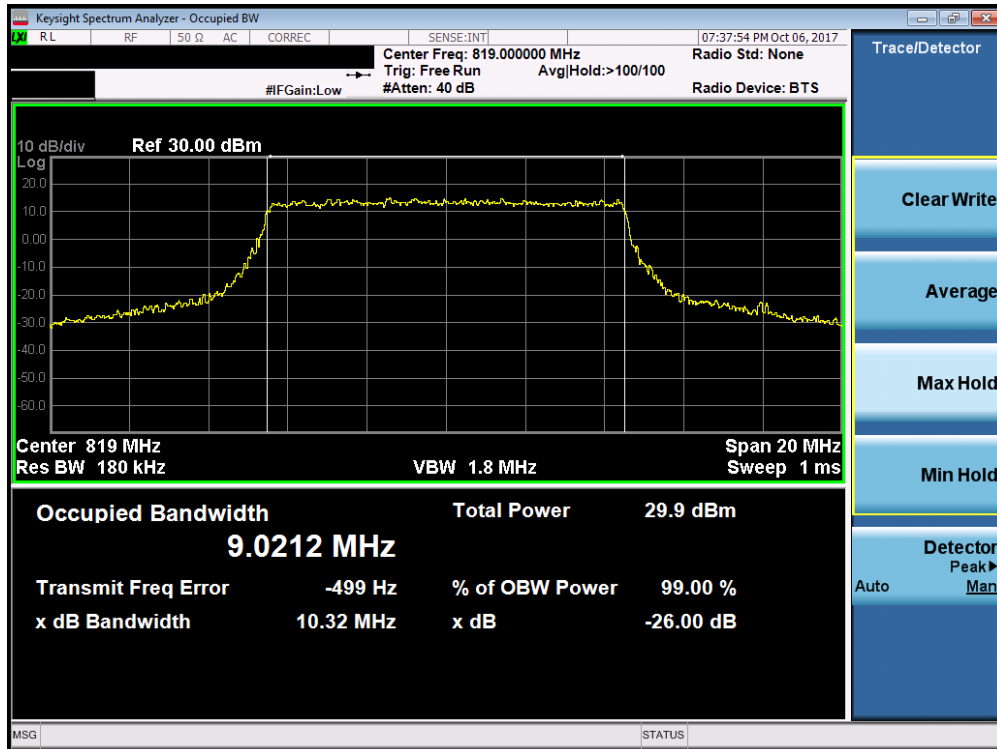 Keysight Spectrum Analyzer - Occupied BW
LXI RL RF 50 Ω AC CORREC SENSE:INT 07:37:54 PM Oct 06, 2017
Center Freq: 819.000000 MHz Radio Std: None
Trig: Free Run Avg|Hold:>100/100
#IFGain:Low #Atten: 40 dB Radio Device: BTS
Trace/Detector
10 dB/div Ref 30.00 dBm
Log
20.0
10.0
0.00
-10.0
-20.0
-30.0
-40.0
-50.0
-60.0
Center 819 MHz Span 20 MHz
Res BW 180 kHz VBW 1.8 MHz Sweep 1 ms
Occupied Bandwidth Total Power 29.9 dBm
9.0212 MHz
Transmit Freq Error -499 Hz % of OBW Power 99.00 %
x dB Bandwidth 10.32 MHz x dB -26.00 dB
Clear Write
Average
Max Hold
Min Hold
Detector
Peak▶
Auto Man
MSG STATUS